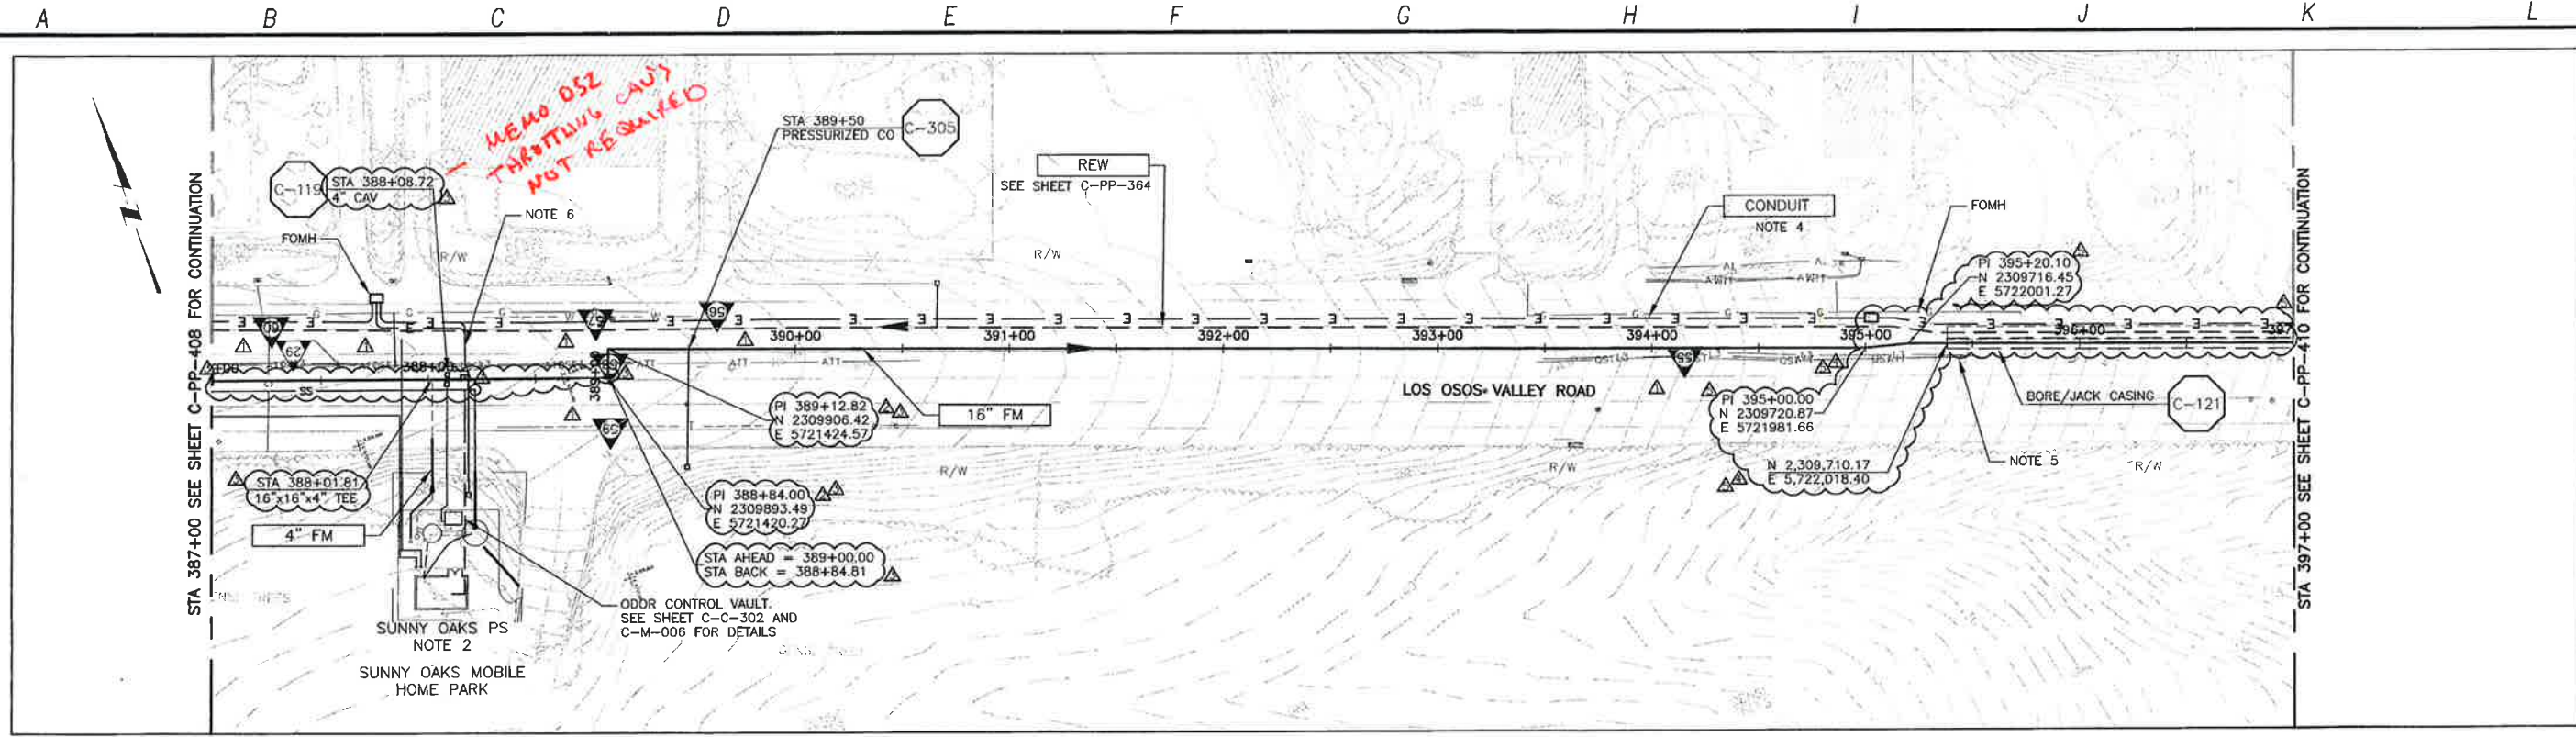 A B C D E F G H I J K L
MEMO 052
THROTTLING CAV'S
NOT REQUIRED
STA 387+00 SEE SHEET C-PP-408 FOR CONTINUATION
C-119
STA 388+08.72
4" CAV
NOTE 6
FOMH
R/W
STA 389+50
PRESSURIZED CO
C-305
REW
SEE SHEET C-PP-364
R/W
CONDUIT
NOTE 4
FOMH
PI 395+20.10
N 2309716.45
E 5722001.27
390+00
391+00
392+00
393+00
394+00
395+00
396+00
397
ATT
ATT
ATT
SS
LOS OSOS VALLEY ROAD
PI 389+12.82
N 2309906.42
E 5721424.57
16" FM
PI 395+00.00
N 2309720.87
E 5721981.66
BORE/JACK CASING
C-121
N 2,309,710.17
E 5,722,018.40
NOTE 5
R/W
R/W
R/W
STA 388+01.81
16"x16"x4" TEE
4" FM
PI 388+84.00
N 2309893.49
E 5721420.27
STA AHEAD = 389+00.00
STA BACK = 388+84.81
ODOR CONTROL VAULT.
SEE SHEET C-C-302 AND
C-M-006 FOR DETAILS
SUNNY OAKS PS
NOTE 2
SUNNY OAKS MOBILE
HOME PARK
STA 397+00 SEE SHEET C-PP-410 FOR CONTINUATION